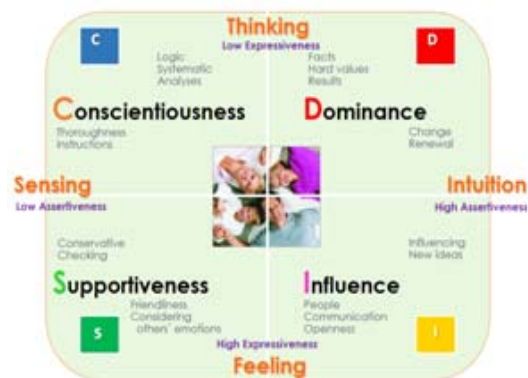 Thinking
Low Expressiveness
C
D
Logic
Systematic
Analyses
Facts
Hard values
Results
Conscientiousness
Dominance
Thoroughness
Instructions
Change
Renewal
Sensing
Low Assertiveness
Intuition
High Assertiveness
Conservative
Checking
Influencing
New ideas
Supportiveness
Influence
Friendliness
Considering
others' emotions
People
Communication
Openness
S
I
High Expressiveness
Feeling